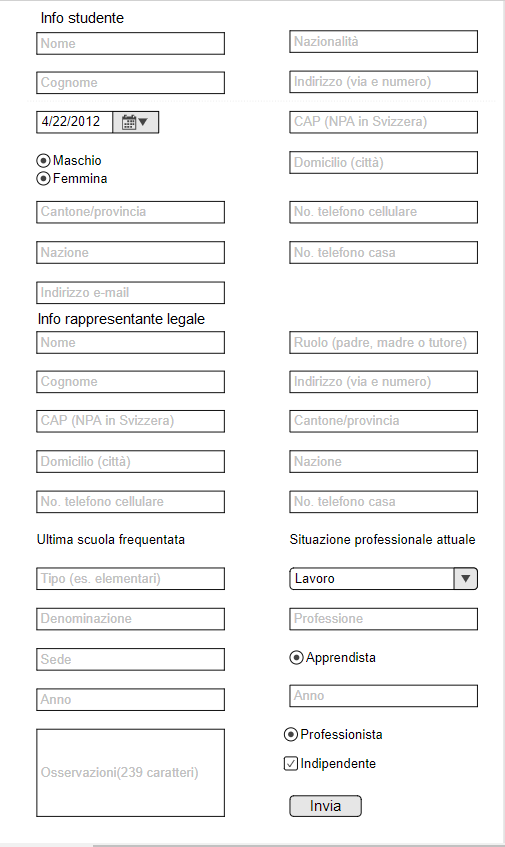 Info studente
Nome
Nazionalità
Cognome
Indirizzo (via e numero)
4/22/2012
CAP (NPA in Svizzera)
Maschio
Domicilio (città)
Femmina
Cantone/provincia
No. telefono cellulare
Nazione
No. telefono casa
Indirizzo e-mail
Info rappresentante legale
Nome
Ruolo (padre, madre o tutore)
Cognome
Indirizzo (via e numero)
CAP (NPA in Svizzera)
Cantone/provincia
Domicilio (città)
Nazione
No. telefono cellulare
No. telefono casa
Ultima scuola frequentata
Situazione professionale attuale
Tipo (es. elementari)
Lavoro
Denominazione
Professione
Sede
Apprendista
Anno
Anno
Professionista
Osservazioni(239 caratteri)
Indipendente
Invia